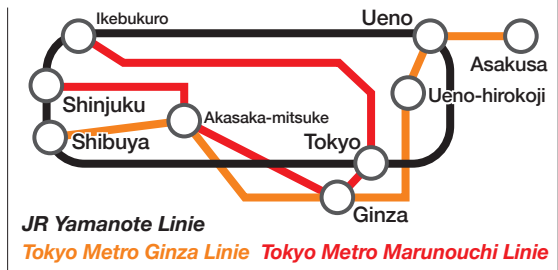 Ikebukuro
Ueno
Asakusa
Shinjuku
Ueno-hirokoji
Akasaka-mitsuke
Shibuya
Tokyo
Ginza
JR Yamanote Linie
Tokyo Metro Ginza Linie Tokyo Metro Marunouchi Linie